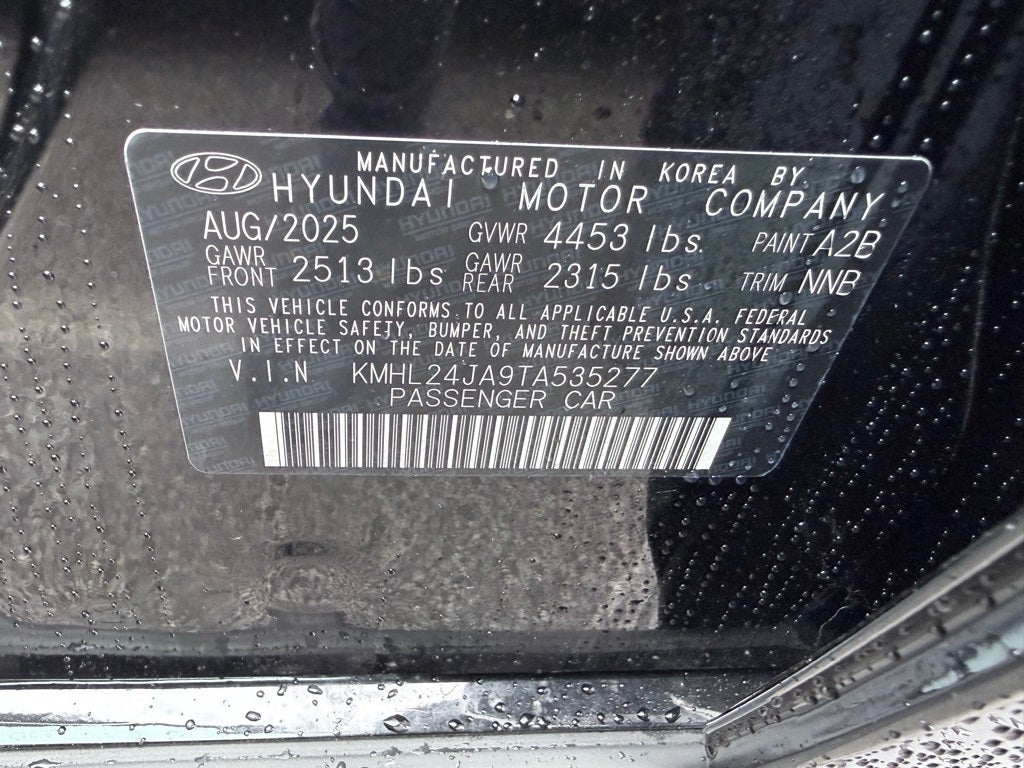 MANUFACTURED IN KOREA BY
HYUNDAI MOTOR COMPANY
AUG/2025 GVWR 4453 lbs. PAINT A2B
GAWR FRONT 2513 lbs GAWR REAR 2315 lbs TRIM NNB
THIS VEHICLE CONFORMS TO ALL APPLICABLE U.S.A. FEDERAL
MOTOR VEHICLE SAFETY, BUMPER, AND THEFT PREVENTION STANDARDS
IN EFFECT ON THE DATE OF MANUFACTURE SHOWN ABOVE
V.I.N KMHL24JA9TA535277
PASSENGER CAR